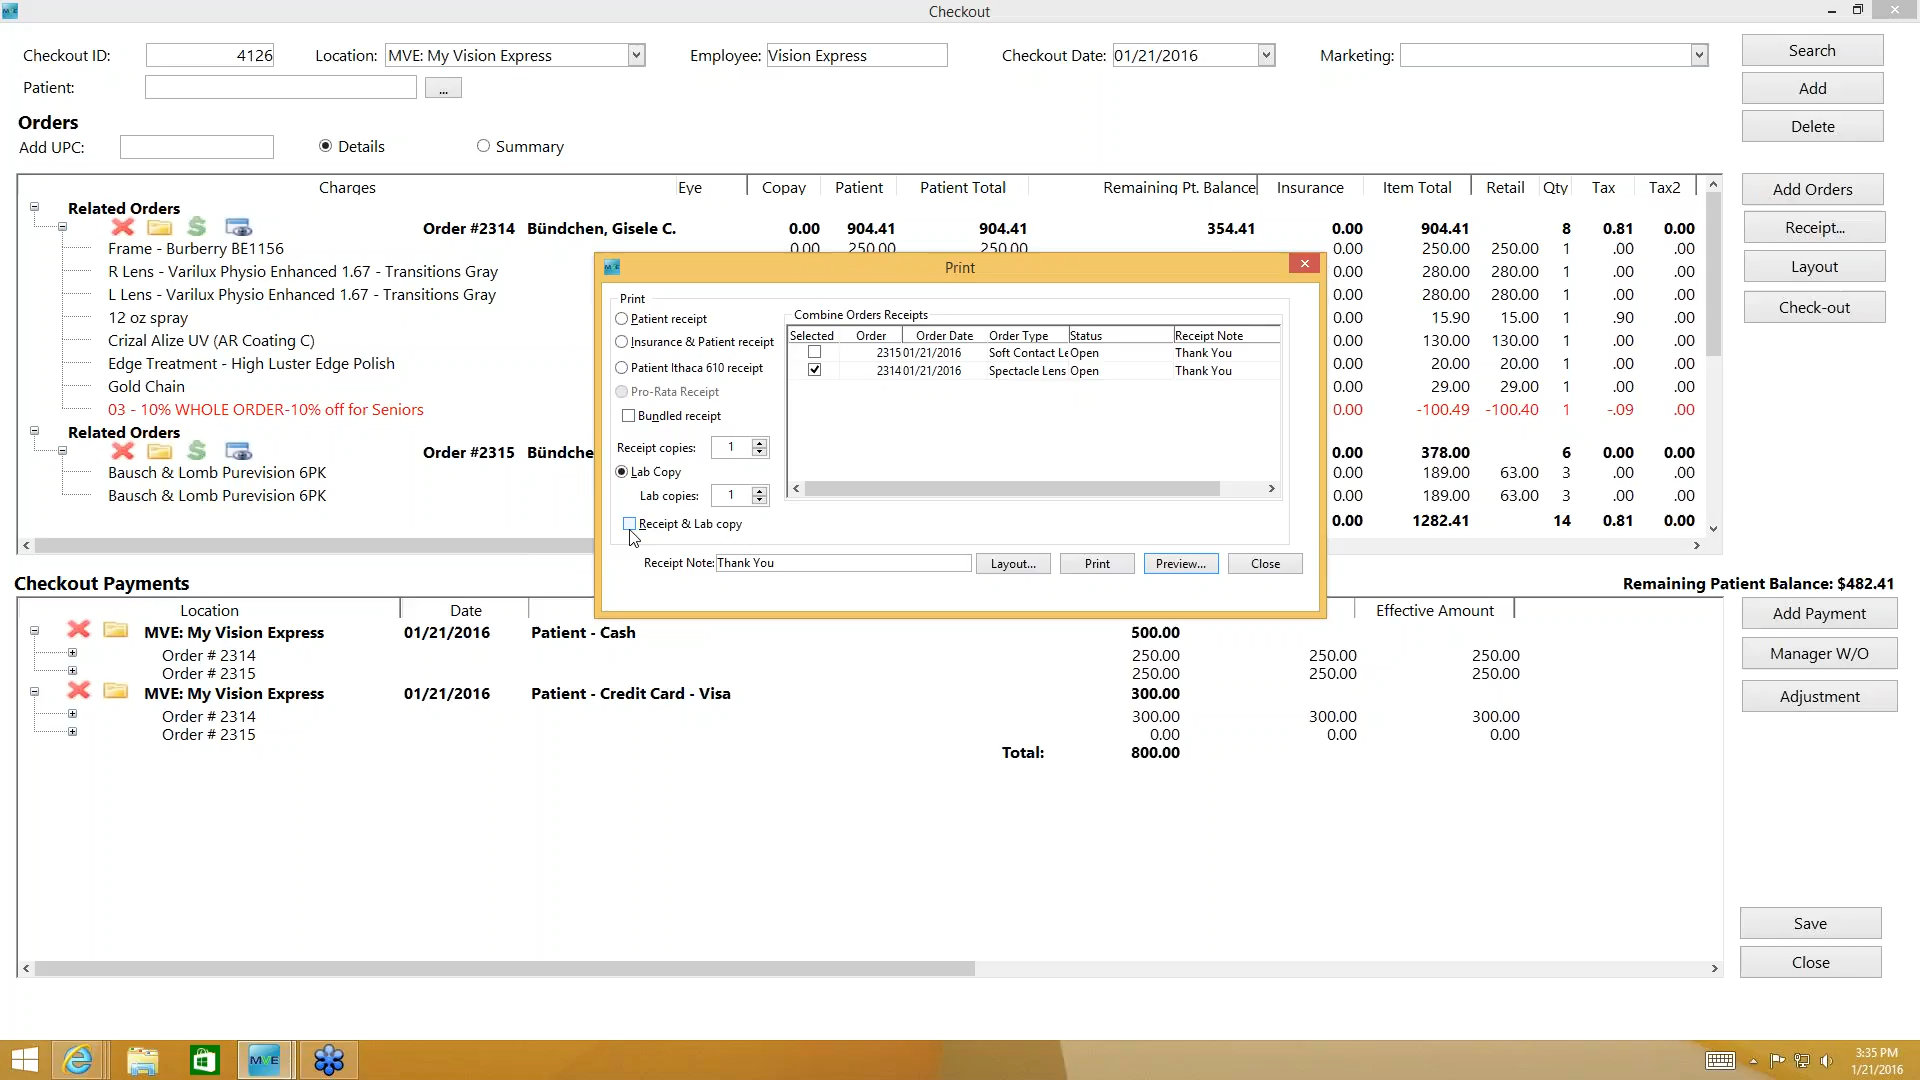 Checkout
Checkout ID: 4126 Location: MVE: My Vision Express Employee: Vision Express Checkout Date: 01/21/2016 Marketing: Search
Patient: ... Add
Orders Delete
Add UPC: Details Summary
Charges Eye Copay Patient Patient Total Remaining Pt. Balance Insurance Item Total Retail Qty Tax Tax2 Add Orders
Related Orders
Order #2314 Bündchen, Gisele C. 0.00 904.41 904.41 354.41 0.00 904.41 8 0.81 0.00 Receipt...
Frame - Burberry BE1156 0.00 250.00 250.00 0.00 250.00 250.00 1 .00 .00
R Lens - Varilux Physio Enhanced 1.67 - Transitions Gray 0.00 280.00 280.00 1 .00 .00 Layout
L Lens - Varilux Physio Enhanced 1.67 - Transitions Gray 0.00 280.00 280.00 1 .00 .00
12 oz spray 0.00 15.90 15.00 1 .90 .00 Check-out
Crizal Alize UV (AR Coating C) 0.00 130.00 130.00 1 .00 .00
Edge Treatment - High Luster Edge Polish 0.00 20.00 20.00 1 .00 .00
Gold Chain 0.00 29.00 29.00 1 .00 .00
03 - 10% WHOLE ORDER-10% off for Seniors 0.00 -100.49 -100.40 1 -.09 .00
Related Orders
Order #2315 Bündche 0.00 378.00 6 0.00 0.00
Bausch & Lomb Purevision 6PK 0.00 189.00 63.00 3 .00 .00
Bausch & Lomb Purevision 6PK 0.00 189.00 63.00 3 .00 .00
0.00 1282.41 14 0.81 0.00
Print
Print
Patient receipt
Insurance & Patient receipt
Patient Ithaca 610 receipt
Pro-Rata Receipt
Bundled receipt
Receipt copies: 1
Lab Copy
Lab copies: 1
Receipt & Lab copy
Combine Orders Receipts
Selected Order Order Date Order Type Status Receipt Note
2315 01/21/2016 Soft Contact Le Open Thank You
2314 01/21/2016 Spectacle Lens Open Thank You
Receipt Note: Thank You Layout... Print Preview... Close
Checkout Payments Remaining Patient Balance: $482.41
Location Date Effective Amount Add Payment
MVE: My Vision Express 01/21/2016 Patient - Cash 500.00
Order # 2314 250.00 250.00 250.00 Manager W/O
Order # 2315 250.00 250.00 250.00
MVE: My Vision Express 01/21/2016 Patient - Credit Card - Visa 300.00 Adjustment
Order # 2314 300.00 300.00 300.00
Order # 2315 0.00 0.00 0.00
Total: 800.00
Save
Close
MVE
3:35 PM
1/21/2016